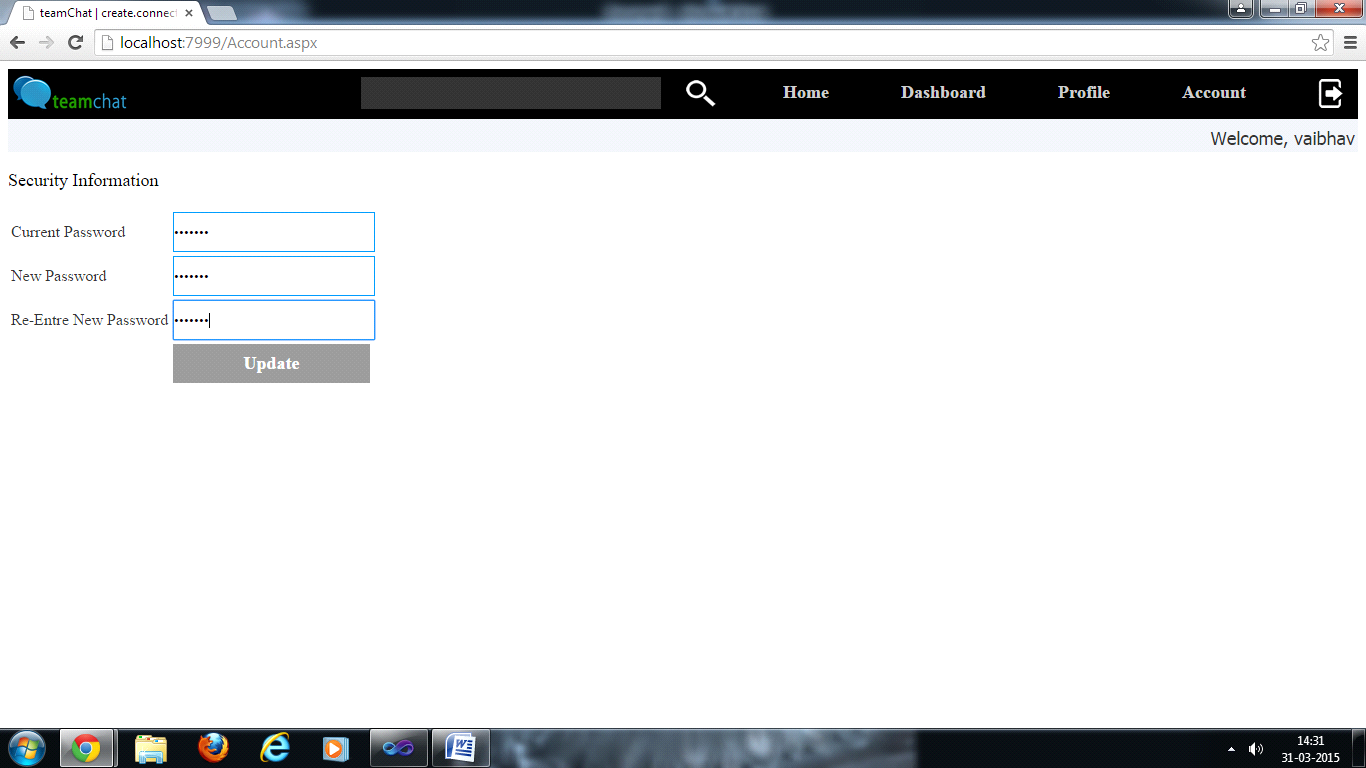 teamChat | create.connect
localhost:7999/Account.aspx
teamchat
Home Dashboard Profile Account
Welcome, vaibhav
Security Information
Current Password
New Password
Re-Entre New Password
Update
14:31
31-03-2015